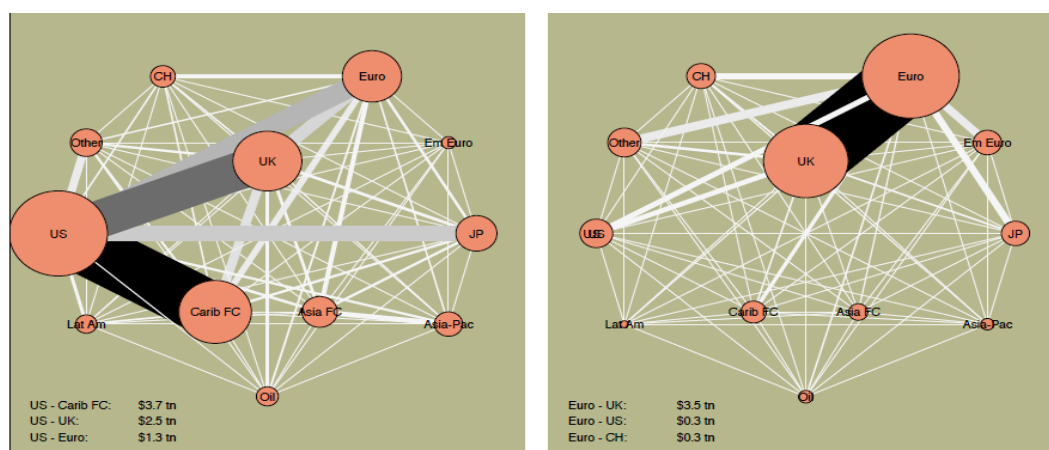 CH
Euro
Other
UK
Em Euro
US
JP
Carib FC
Asia FC
Lat Am
Asia-Pac
Oil
US - Carib FC: $3.7 tn
US - UK: $2.5 tn
US - Euro: $1.3 tn
CH
Euro
Other
UK
Em Euro
US
JP
Carib FC
Asia FC
Lat Am
Asia-Pac
Oil
Euro - UK: $3.5 tn
Euro - US: $0.3 tn
Euro - CH: $0.3 tn